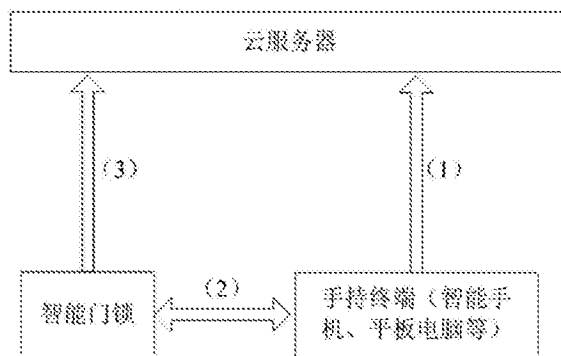 云服务器
（3）
（1）
（2）
智能门锁
手持终端（智能手
机、平板电脑等）